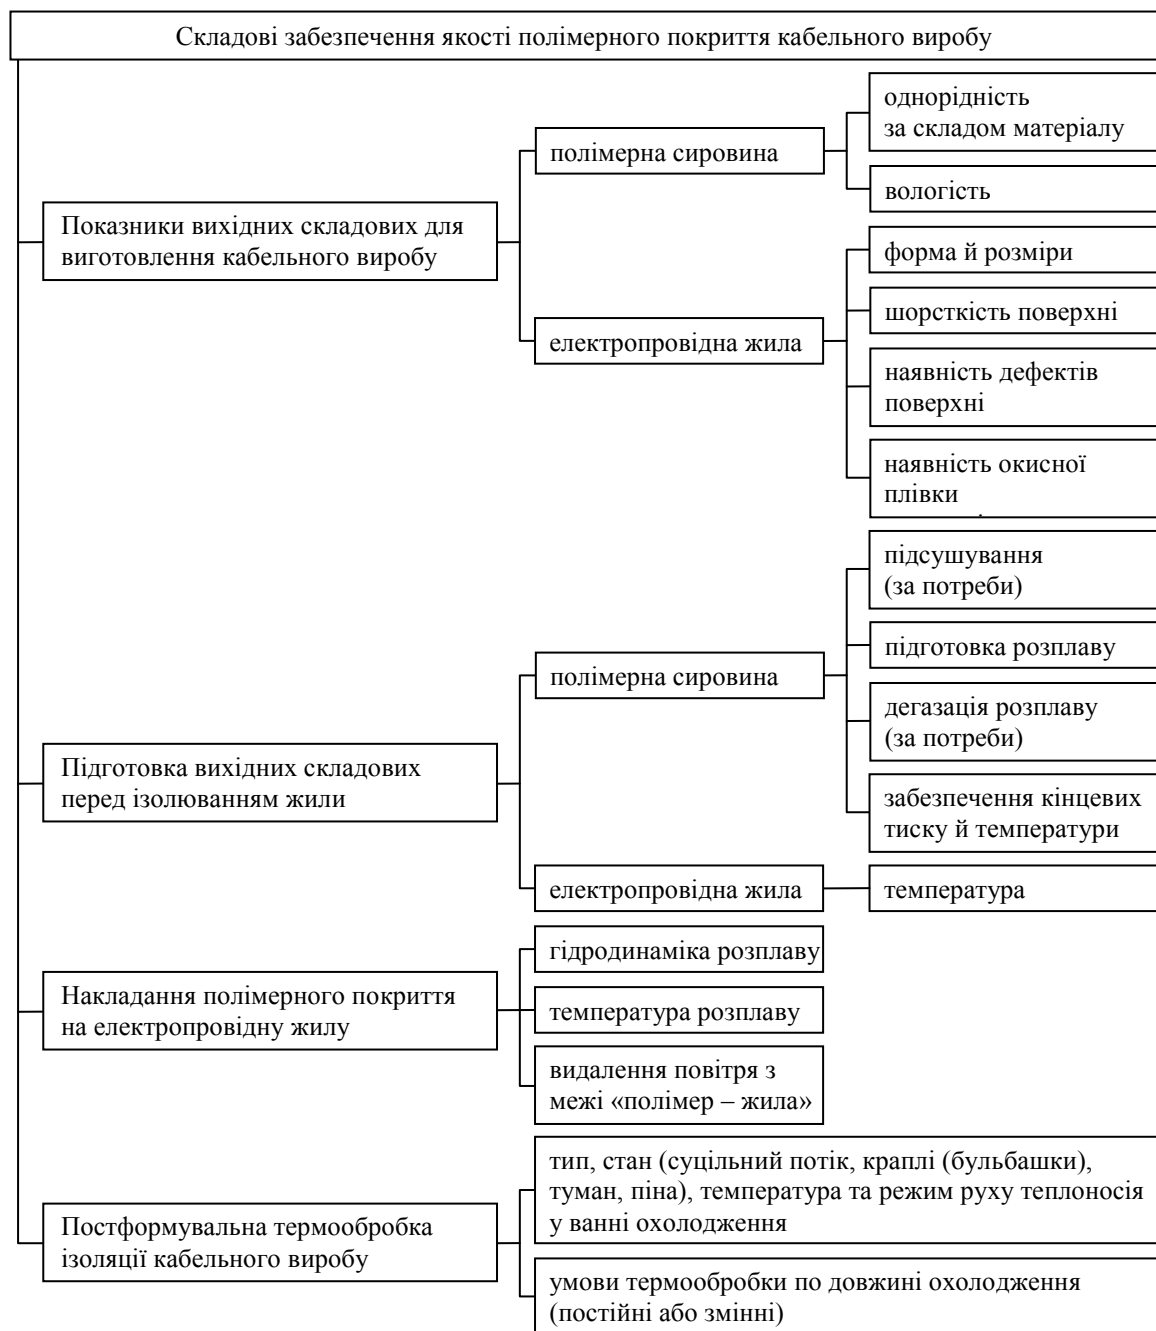 Складові забезпечення якості полімерного покриття кабельного виробу
Показники вихідних складових для
виготовлення кабельного виробу
полімерна сировина
однорідність
за складом матеріалу
вологість
електропровідна жила
форма й розміри
шорсткість поверхні
наявність дефектів
поверхні
наявність окисної
плівки
Підготовка вихідних складових
перед ізолюванням жили
полімерна сировина
підсушування
(за потреби)
підготовка розплаву
дегазація розплаву
(за потреби)
забезпечення кінцевих
тиску й температури
електропровідна жила
температура
Накладання полімерного покриття
на електропровідну жилу
гідродинаміка розплаву
температура розплаву
видалення повітря з
межі «полімер – жила»
Постформувальна термообробка
ізоляції кабельного виробу
тип, стан (суцільний потік, краплі (бульбашки),
туман, піна), температура та режим руху теплоносія
у ванні охолодження
умови термообробки по довжині охолодження
(постійні або змінні)